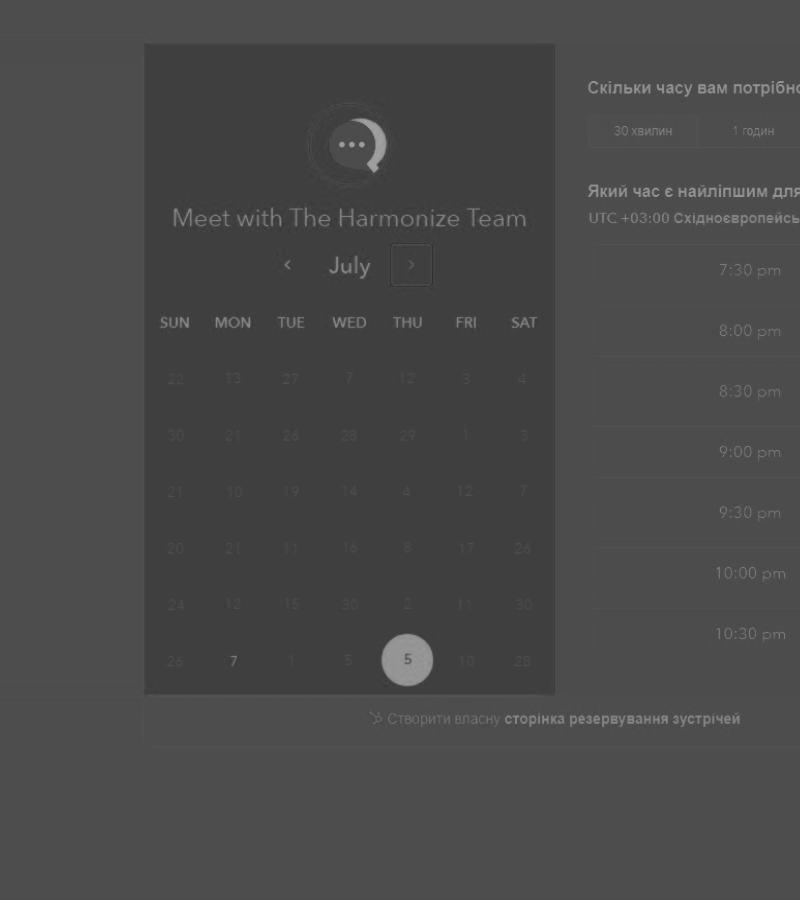 Meet with The Harmonize Team
July
SUN MON TUE WED THU FRI SAT
22 13 27 7 12 3 4
30 21 26 28 29 1 3
21 10 19 14 4 12 7
20 21 11 16 8 17 26
24 12 15 30 2 11 30
26 7 1 5 5 10 28
Скільки часу вам потрібно
30 хвилин 1 годин
Який час є найліпшим для
UTC +03:00 Східноєвропейсь
7:30 pm
8:00 pm
8:30 pm
9:00 pm
9:30 pm
10:00 pm
10:30 pm
Створити власну сторінка резервування зустрічей